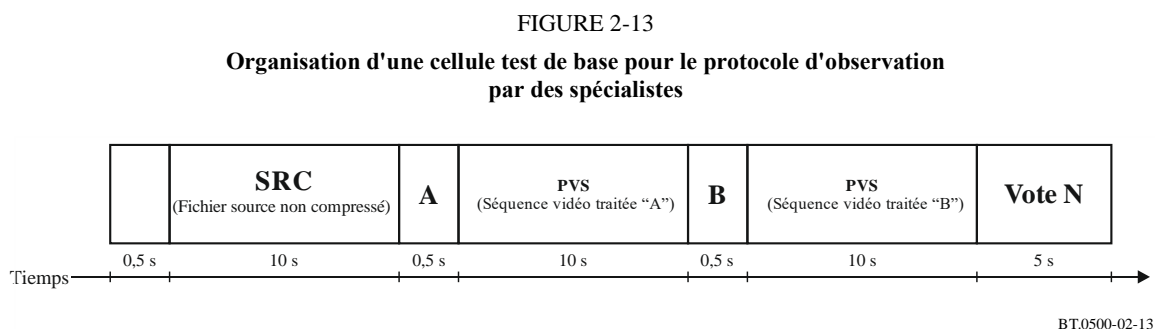 FIGURE 2-13
Organisation d'une cellule test de base pour le protocole d'observation
par des spécialistes
SRC
(Fichier source non compressé)
A
PVS
(Séquence vidéo traitée “A”)
B
PVS
(Séquence vidéo traitée “B”)
Vote N
0,5 s
10 s
0,5 s
10 s
0,5 s
10 s
5 s
Tiemps
BT.0500-02-13